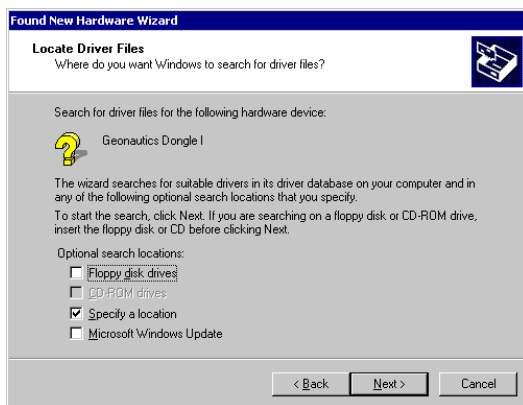 Found New Hardware Wizard
Locate Driver Files
Where do you want Windows to search for driver files?
Search for driver files for the following hardware device:
Geonautics Dongle I
The wizard searches for suitable drivers in its driver database on your computer and in
any of the following optional search locations that you specify.
To start the search, click Next. If you are searching on a floppy disk or CD-ROM drive,
insert the floppy disk or CD before clicking Next.
Optional search locations:
Floppy disk drives
CD-ROM drives
Specify a location
Microsoft Windows Update
< Back Next > Cancel